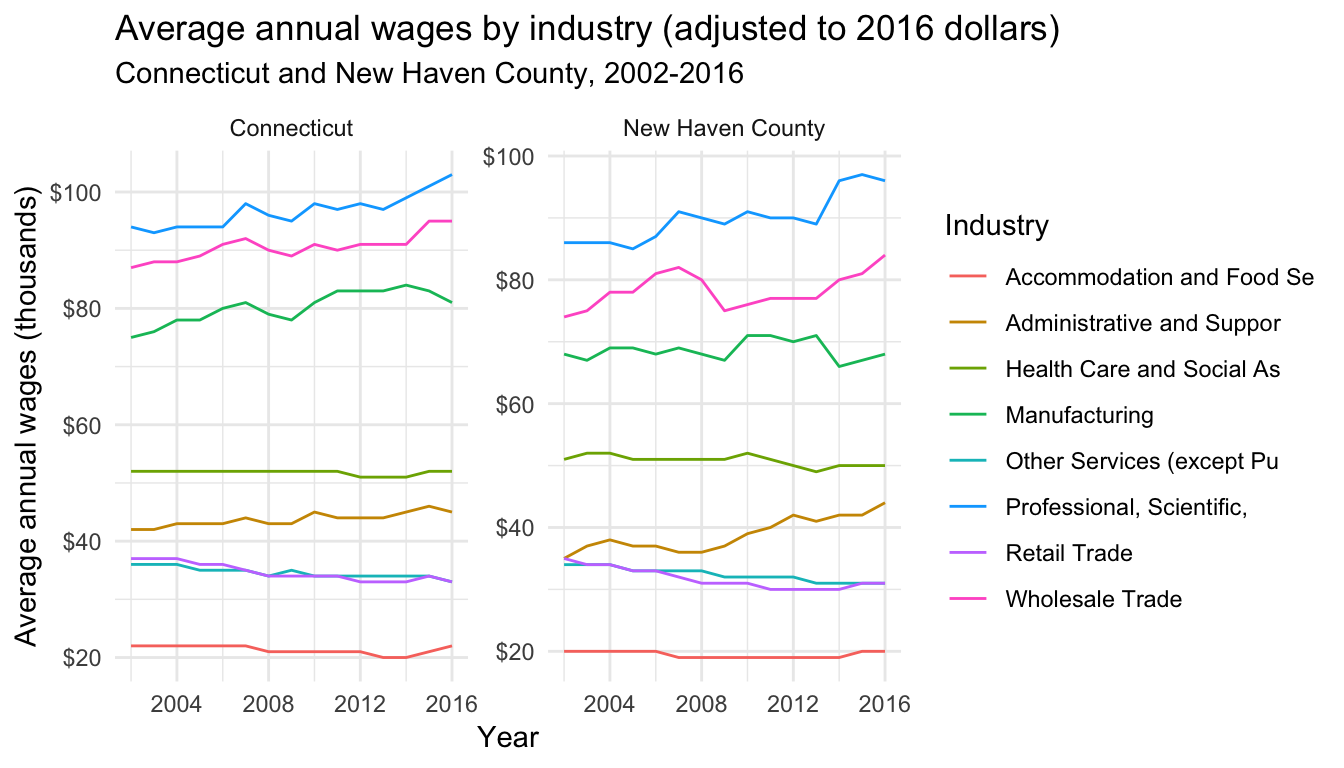 Average annual wages by industry (adjusted to 2016 dollars)
Connecticut and New Haven County, 2002-2016
Connecticut
New Haven County
Average annual wages (thousands)
$100
$80
$60
$40
$20
$100
$80
$60
$40
$20
2004 2008 2012 2016
2004 2008 2012 2016
Year
Industry
Accommodation and Food Se
Administrative and Suppor
Health Care and Social As
Manufacturing
Other Services (except Pu
Professional, Scientific,
Retail Trade
Wholesale Trade